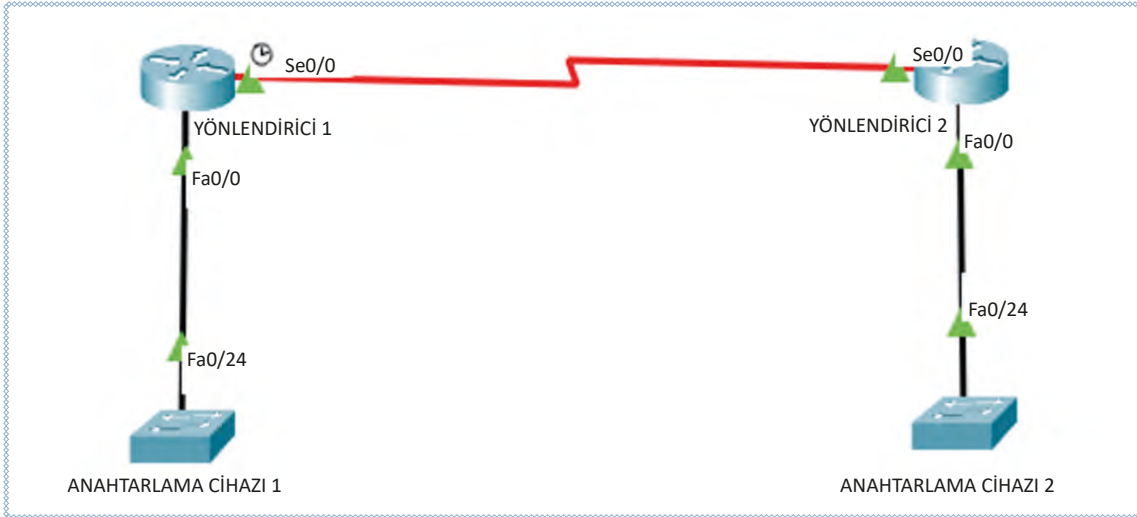 Se0/0
Se0/0
YÖNLENDİRİCİ 1
YÖNLENDİRİCİ 2
Fa0/0
Fa0/0
Fa0/24
Fa0/24
ANAHTARLAMA CİHAZI 1
ANAHTARLAMA CİHAZI 2